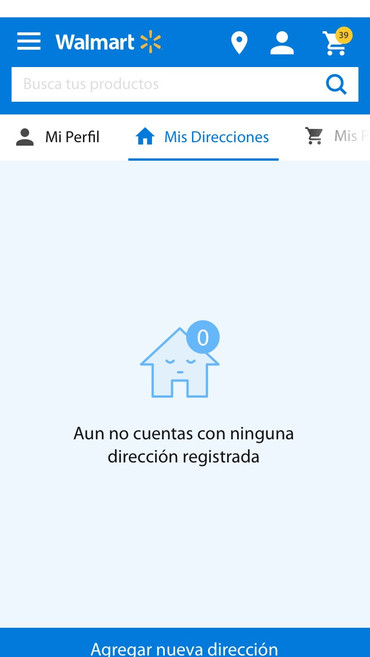 Walmart
39
Busca tus productos
Mi Perfil
Mis Direcciones
Mis
0
Aun no cuentas con ninguna
dirección registrada
Agregar nueva dirección